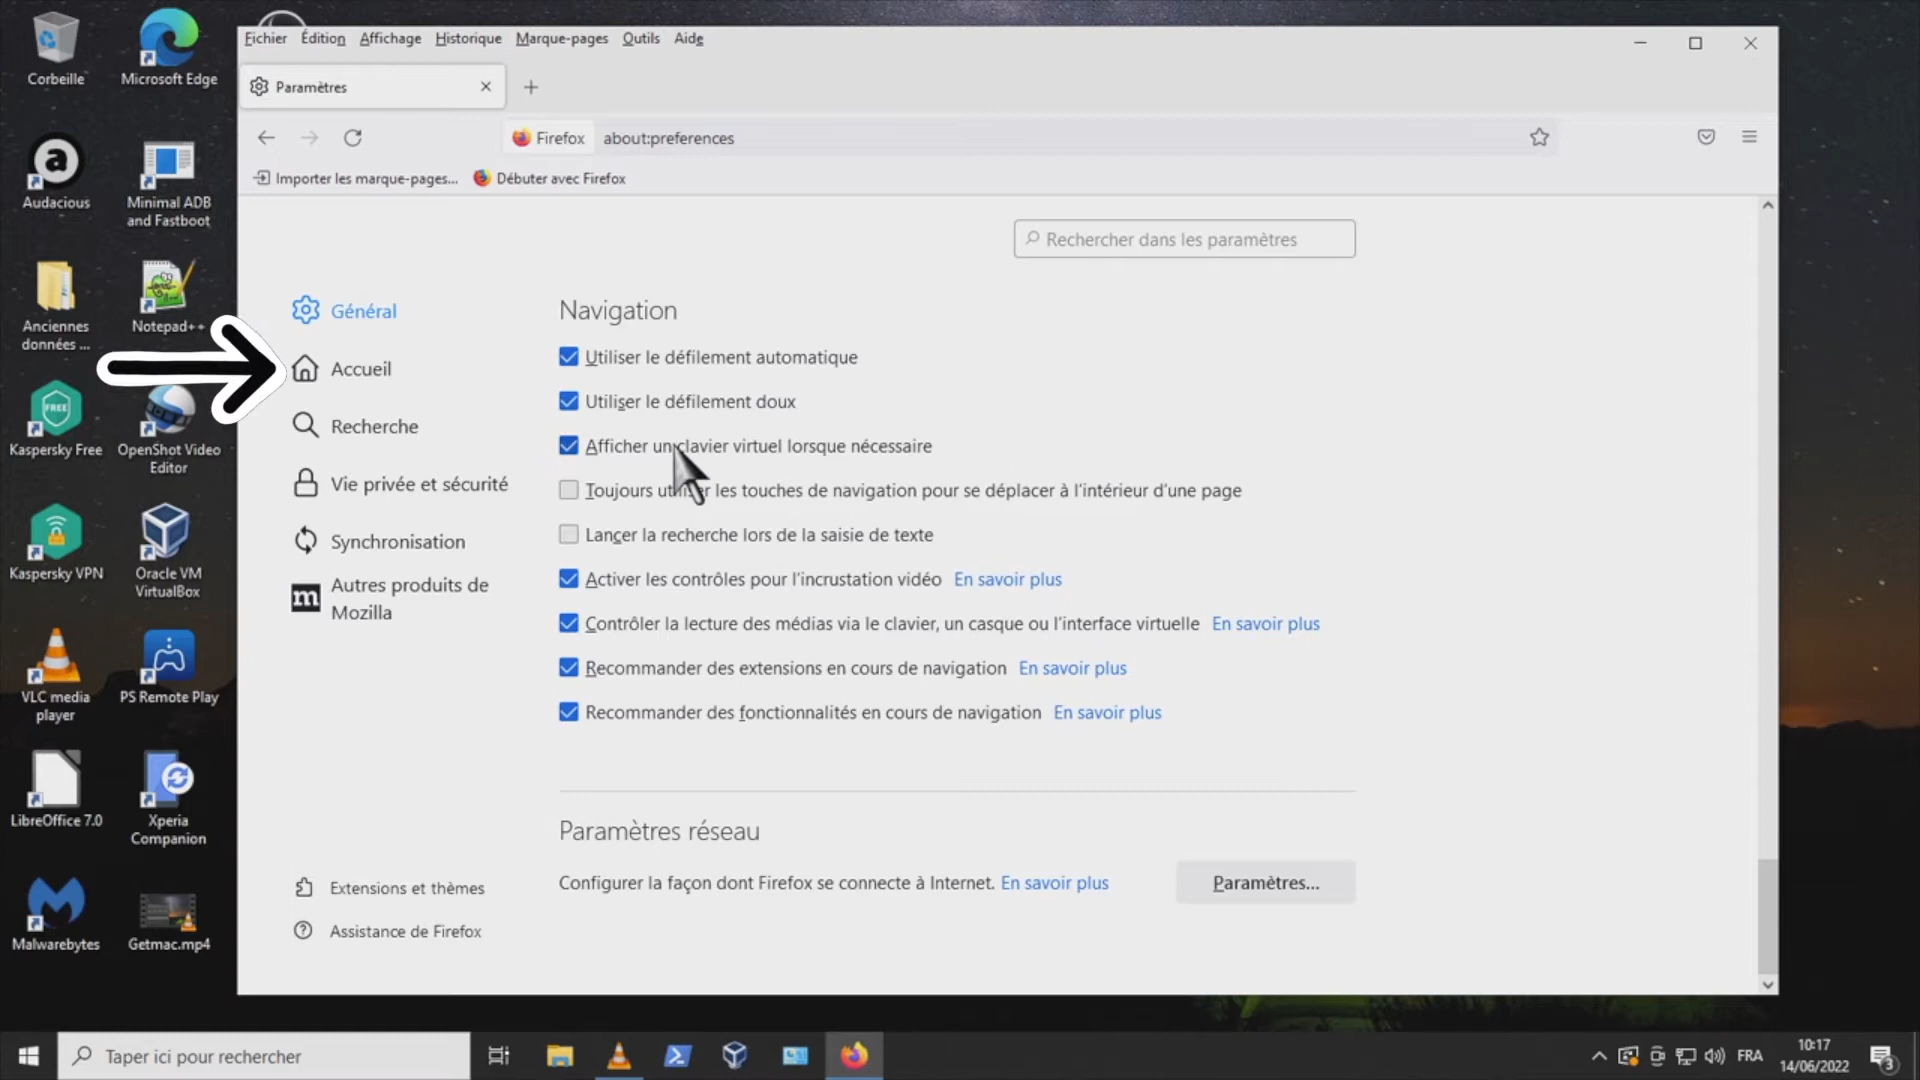 Corbeille
Microsoft Edge
Audacious
Minimal ADB
and Fastboot
Anciennes
données ...
Notepad++
FREE
Kaspersky Free
OpenShot Video
Editor
Kaspersky VPN
Oracle VM
VirtualBox
VLC media
player
PS Remote Play
LibreOffice 7.0
Xperia
Companion
Malwarebytes
Getmac.mp4
Fichier Édition Affichage Historique Marque-pages Outils Aide
Paramètres
Firefox about:preferences
Importer les marque-pages... Débuter avec Firefox
Rechercher dans les paramètres
Général
Accueil
Recherche
Vie privée et sécurité
Synchronisation
m Autres produits de
Mozilla
Extensions et thèmes
Assistance de Firefox
Navigation
Utiliser le défilement automatique
Utiliser le défilement doux
Afficher un clavier virtuel lorsque nécessaire
Toujours utiliser les touches de navigation pour se déplacer à l'intérieur d'une page
Lancer la recherche lors de la saisie de texte
Activer les contrôles pour l'incrustation vidéo En savoir plus
Contrôler la lecture des médias via le clavier, un casque ou l'interface virtuelle En savoir plus
Recommander des extensions en cours de navigation En savoir plus
Recommander des fonctionnalités en cours de navigation En savoir plus
Paramètres réseau
Configurer la façon dont Firefox se connecte à Internet. En savoir plus Paramètres...
Taper ici pour rechercher
FRA
10:17
14/06/2022
3